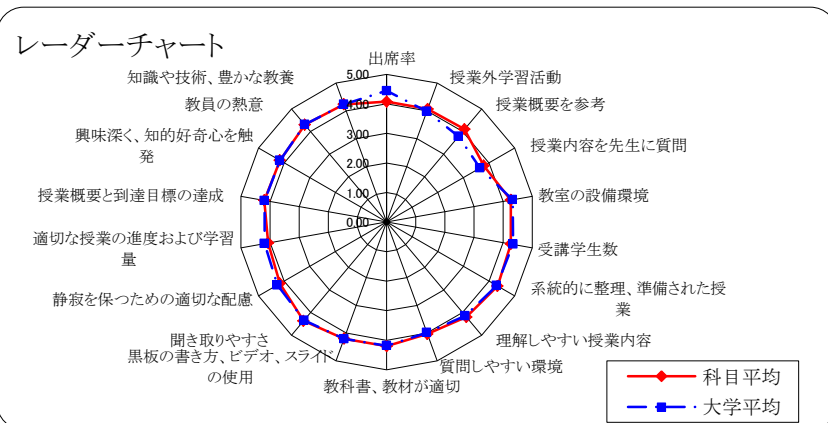 レーダーチャート
出席率
授業外学習活動
授業概要を参考
授業内容を先生に質問
教室の設備環境
受講学生数
系統的に整理、準備された授
業
理解しやすい授業内容
質問しやすい環境
教科書、教材が適切
黒板の書き方、ビデオ、スライド
の使用
聞き取りやすさ
静寂を保つための適切な配慮
適切な授業の進度および学習
量
授業概要と到達目標の達成
興味深く、知的好奇心を触
発
教員の熱意
知識や技術、豊かな教養
5.00
4.00
3.00
2.00
1.00
0.00
科目平均
大学平均